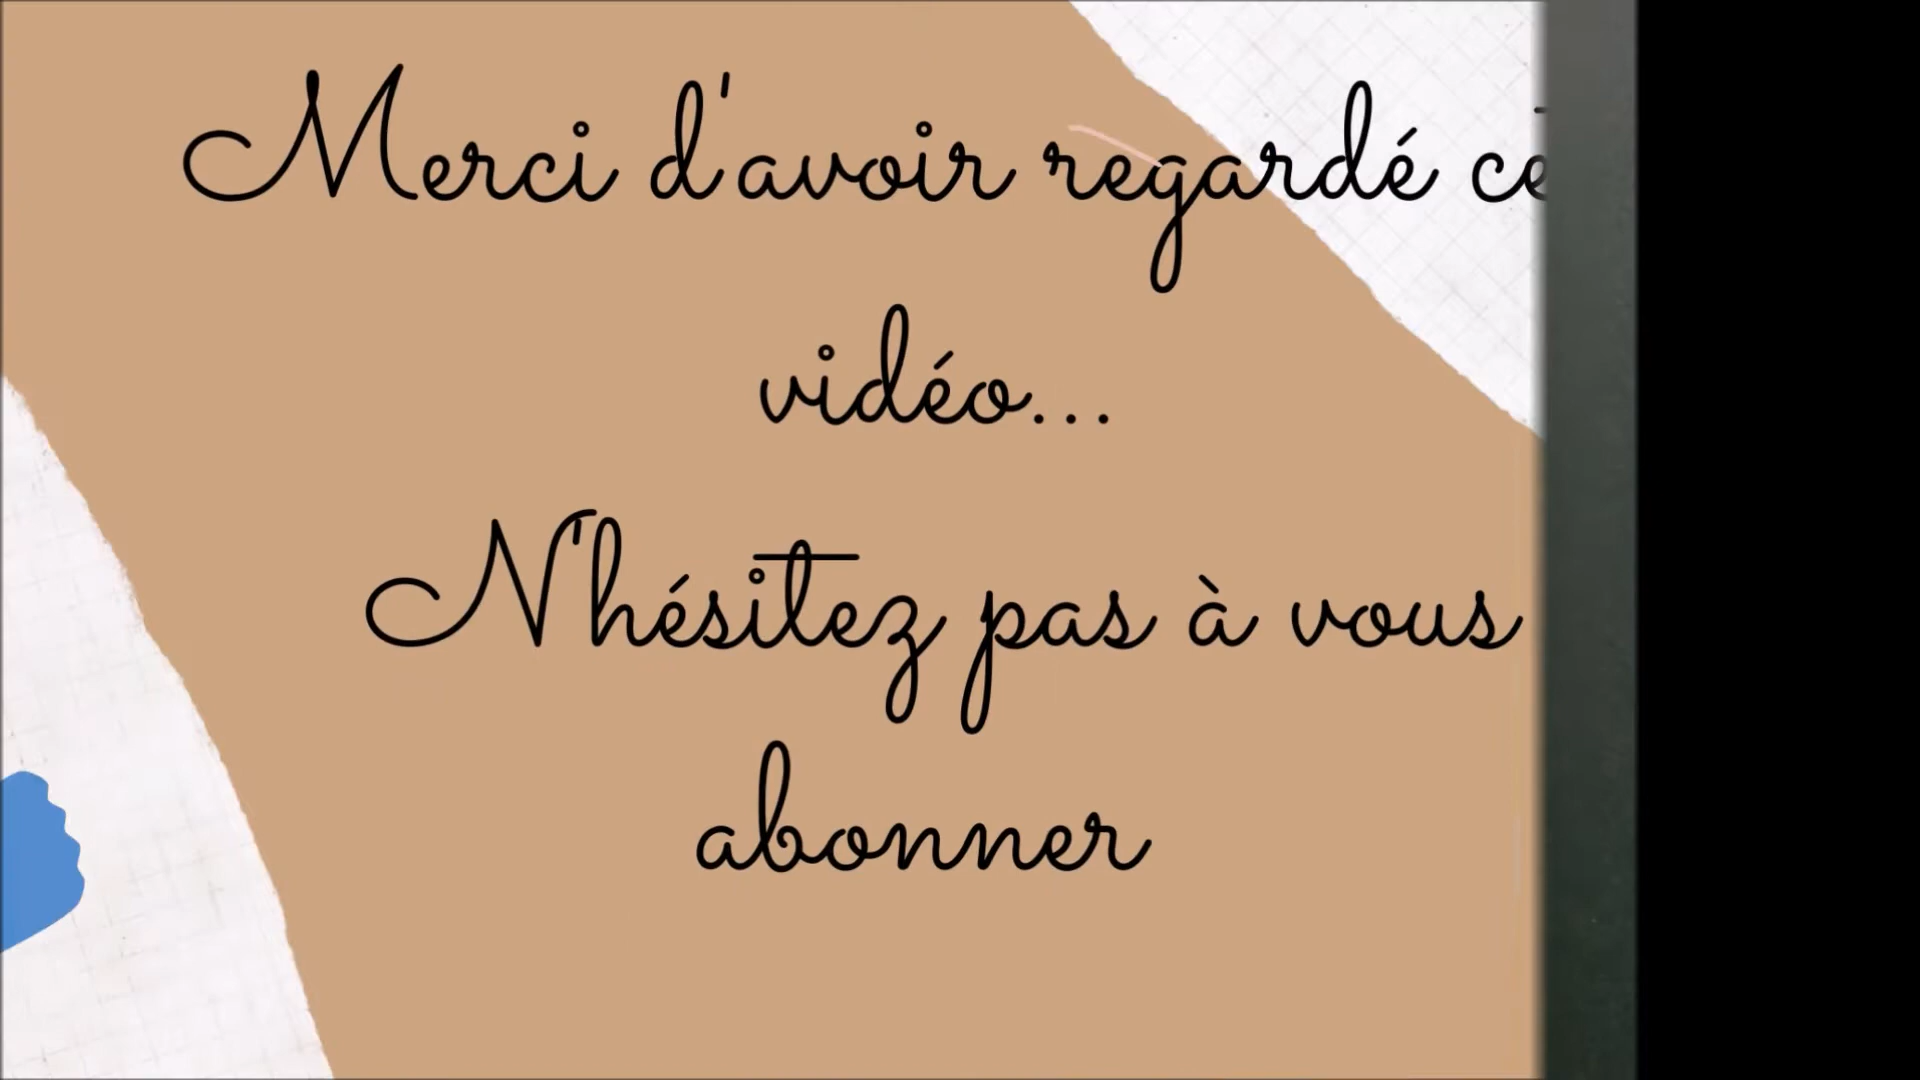 Merci d'avoir regardé
vidéo...
N'hésitez pas à vous
abonner